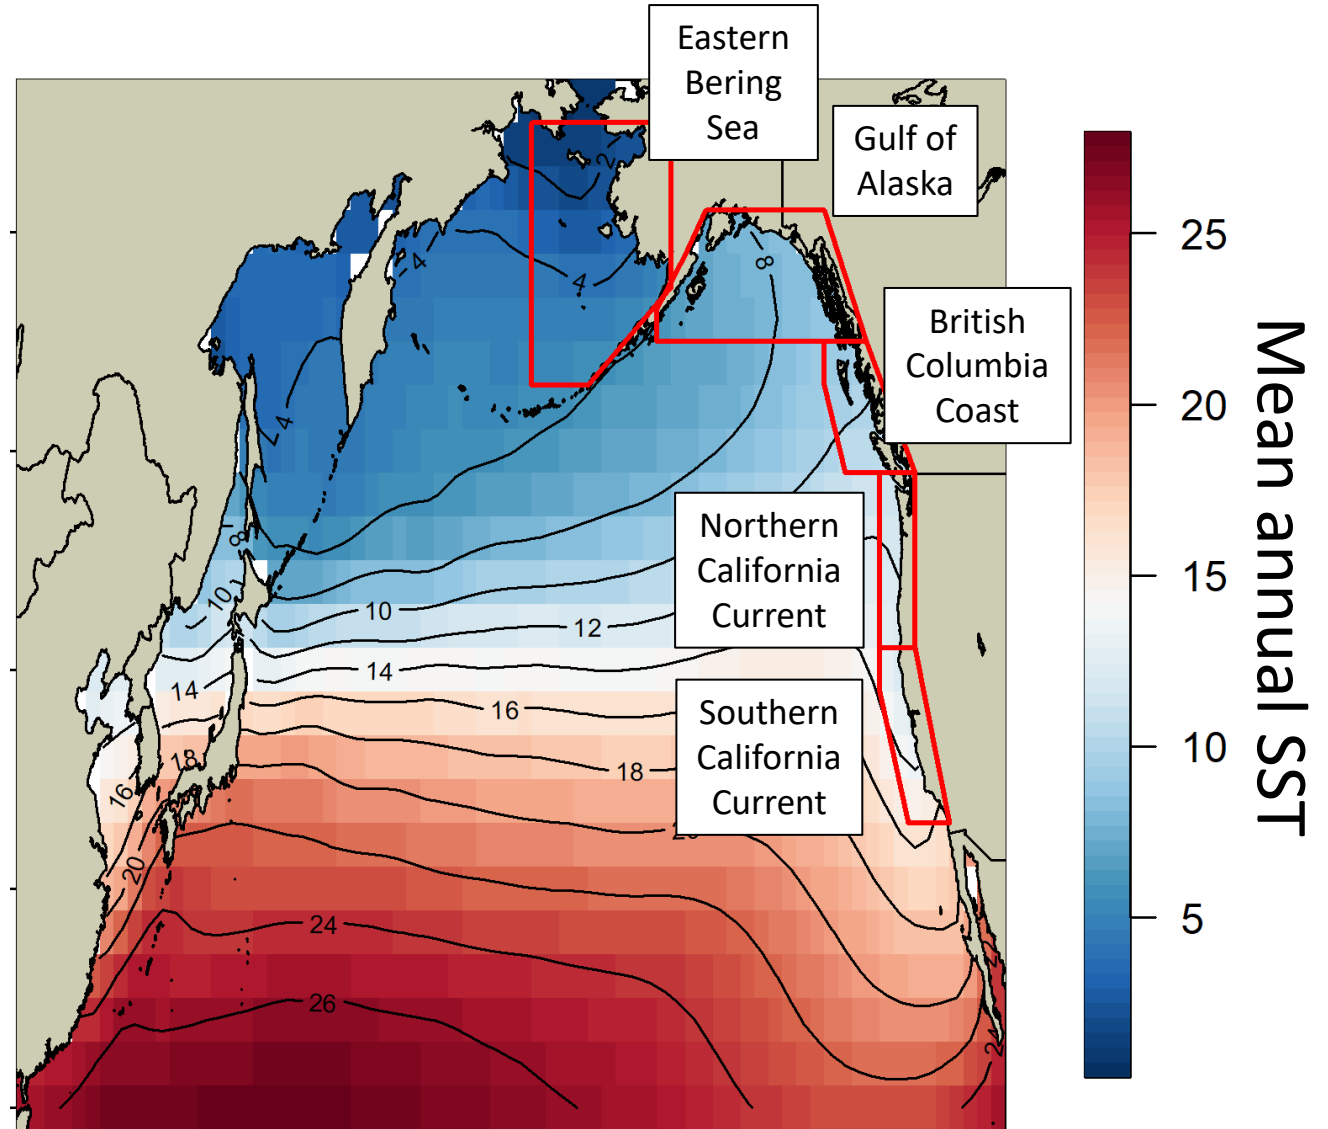 Eastern
Bering
Sea
Gulf of
Alaska
British
Columbia
Coast
Northern
California
Current
Southern
California
Current
2
4
4
4
8
8
10
10
12
14
14
16
16
18
18
20
24
24
26
25
20
15
10
5
Mean annual SST